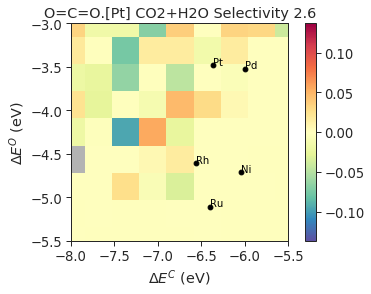 O=C=O.[Pt] CO2+H2O Selectivity 2.6
−3.0
−3.5
−4.0
−4.5
−5.0
−5.5
ΔE^O (eV)
Pt
Pd
Rh
Ni
Ru
−8.0 −7.5 −7.0 −6.5 −6.0 −5.5
ΔE^C (eV)
0.10
0.05
0.00
−0.05
−0.10